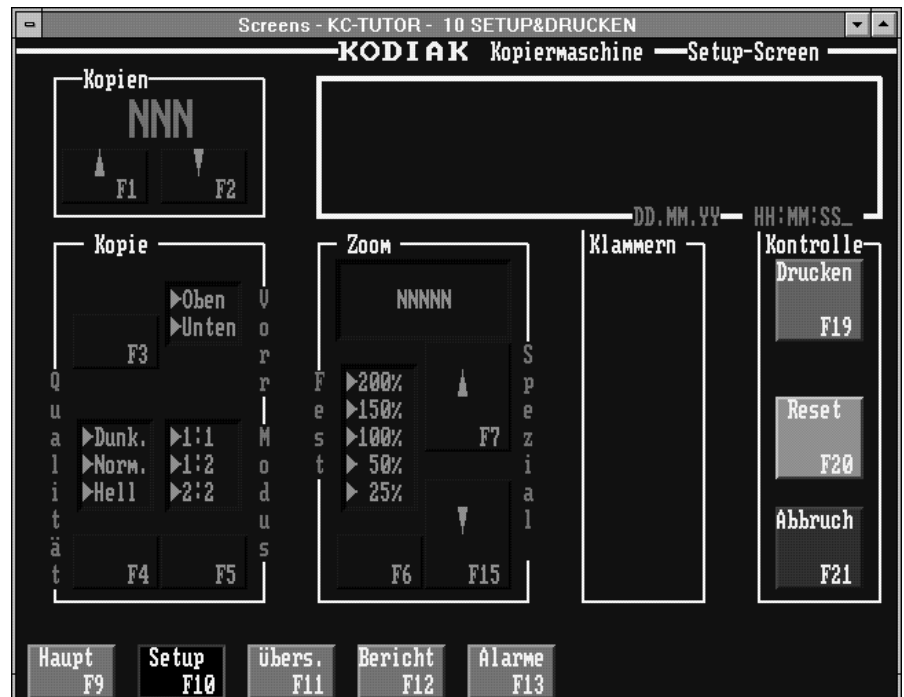 Screens - KC-TUTOR - 10 SETUP&DRUCKEN
KODIAK Kopiermaschine Setup-Screen
Kopien
NNN
F1 F2
DD.MM.YY HH:MM:SS_
Kopie
Oben
Unten
F3
Vorr
Qualität
Dunk.
Norm.
Hell
1:1
1:2
2:2
Modus
F4 F5
Zoom
NNNNN
Fest
200%
150%
100%
50%
25%
Spezial
F7
F6 F15
Klammern
Kontrolle
Drucken
F19
Reset
F20
Abbruch
F21
Haupt Setup Übers. Bericht Alarme
F9 F10 F11 F12 F13